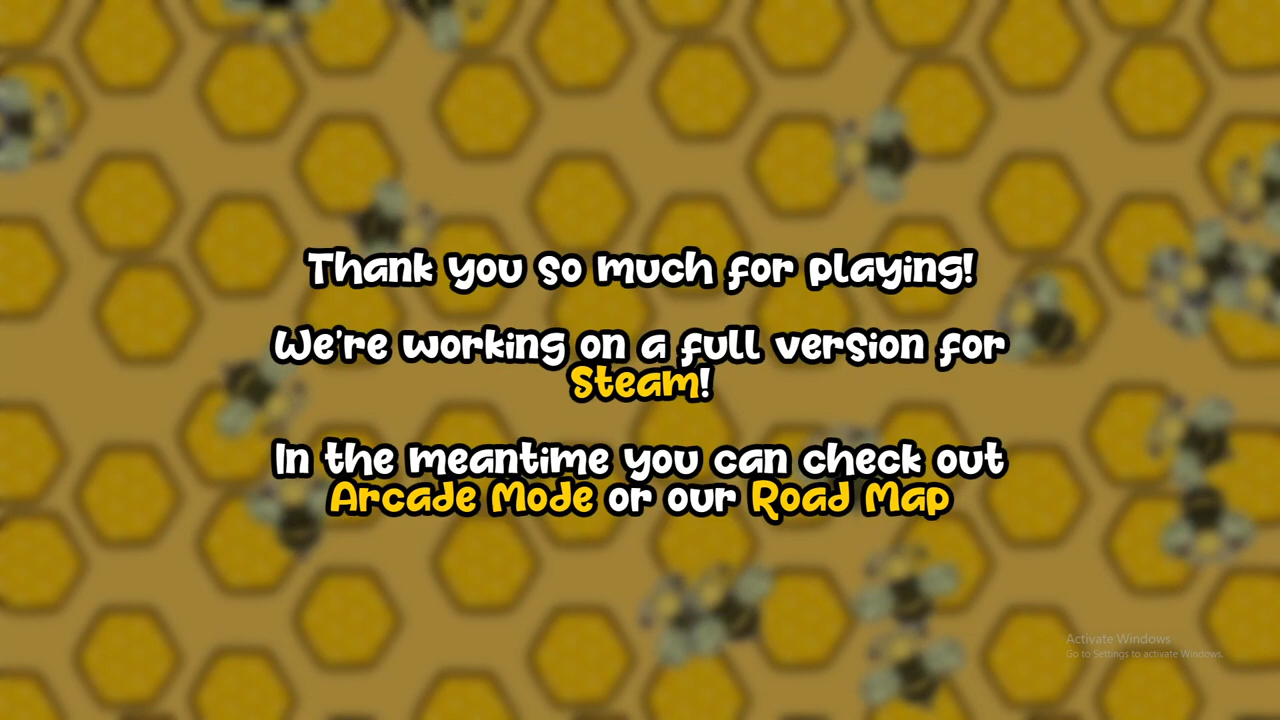 Thank you so much for playing!
We're working on a full version for
Steam!
In the meantime you can check out
Arcade Mode or our Road Map
Activate Windows
Go to Settings to activate Windows.